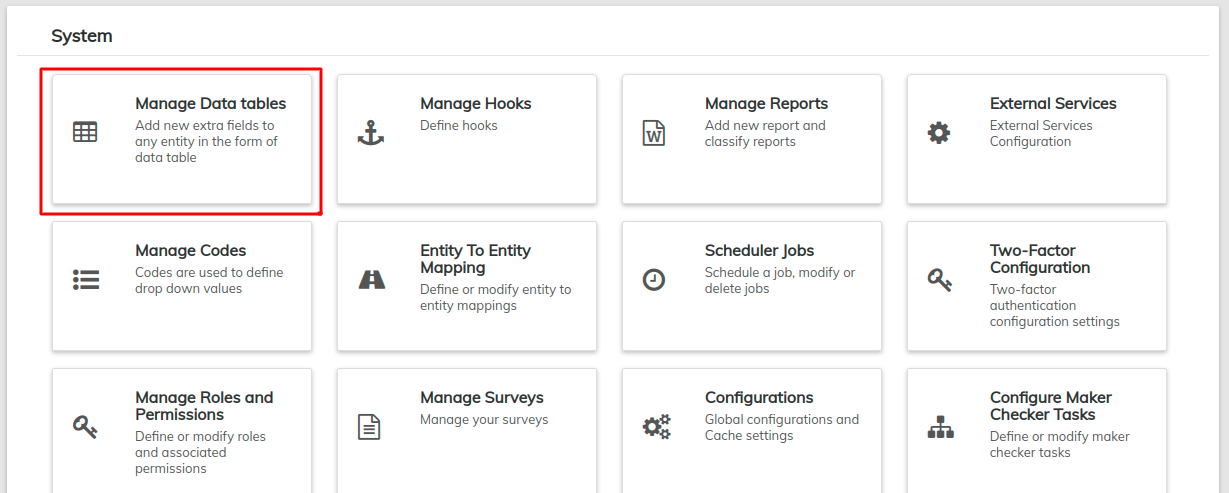 System
Manage Data tables
Add new extra fields to
any entity in the form of
data table
Manage Hooks
Define hooks
Manage Reports
Add new report and
classify reports
External Services
External Services
Configuration
Manage Codes
Codes are used to define
drop down values
Entity To Entity
Mapping
Define or modify entity to
entity mappings
Scheduler Jobs
Schedule a job, modify or
delete jobs
Two-Factor
Configuration
Two-factor
authentication
configuration settings
Manage Roles and
Permissions
Define or modify roles
and associated
permissions
Manage Surveys
Manage your surveys
Configurations
Global configurations and
Cache settings
Configure Maker
Checker Tasks
Define or modify maker
checker tasks